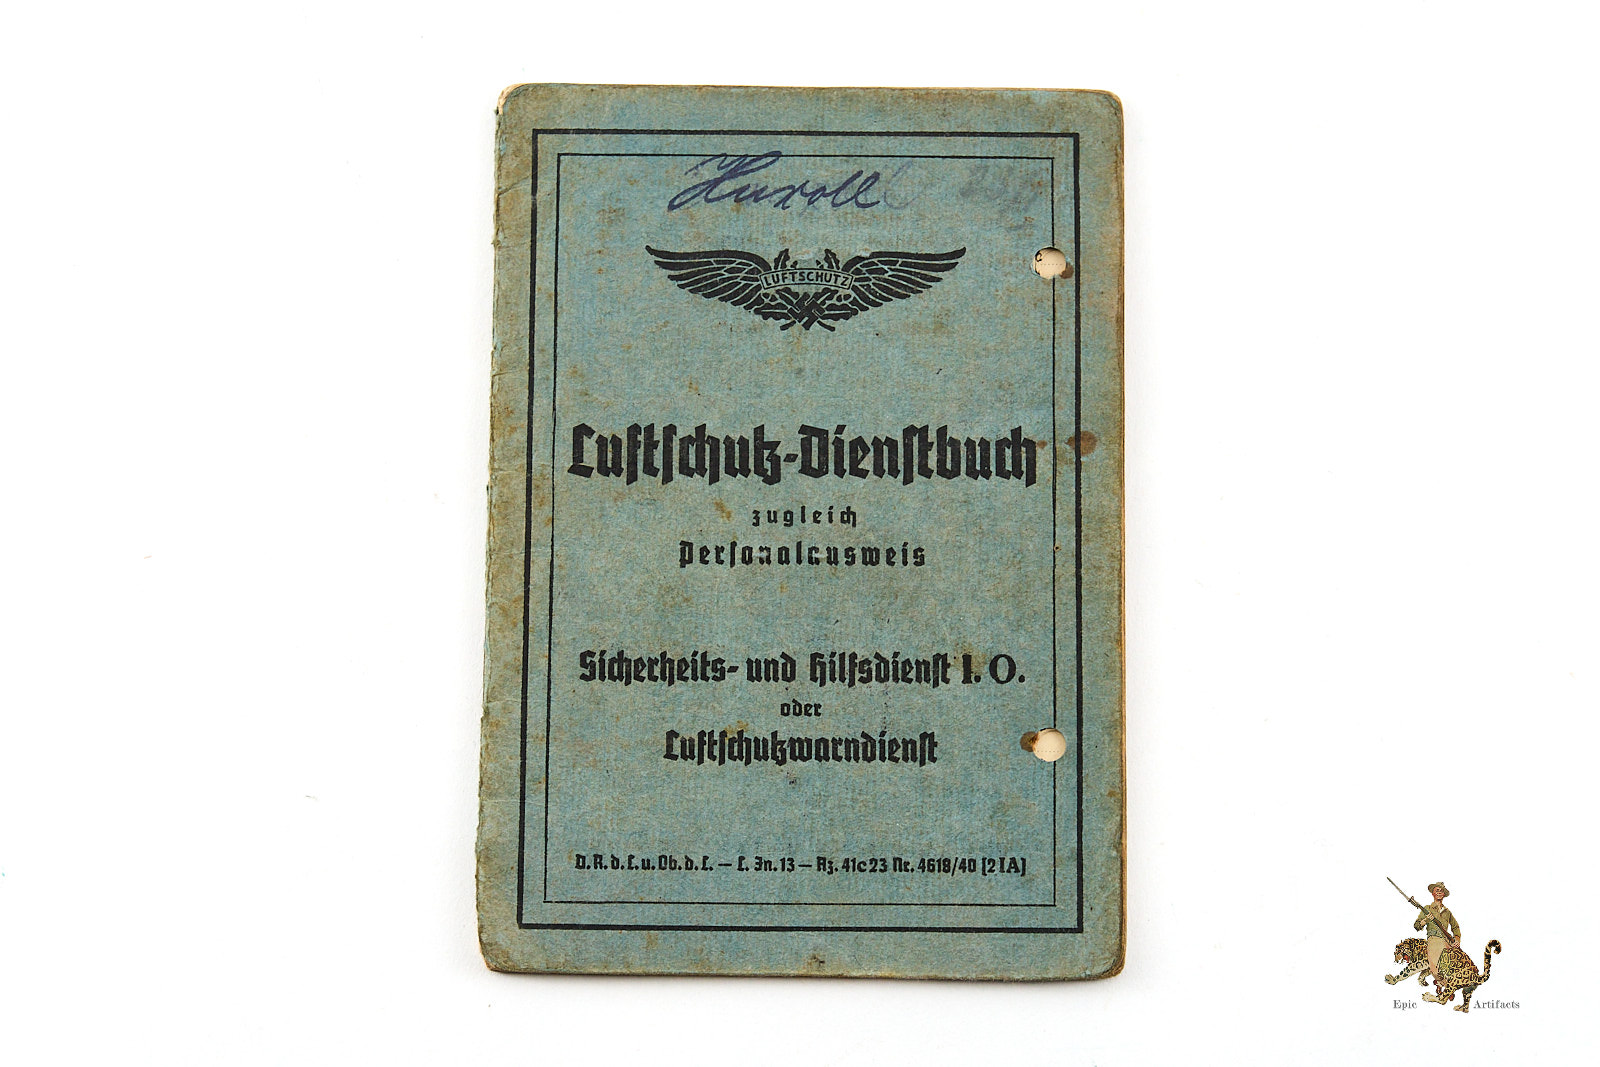 Huxoll
LUFTSCHUTZ
Luftschutz-Dienstbuch
zugleich
Personalausweis
Sicherheits- und Hilfsdienst I. O.
oder
Luftschutzwarndienst
D. R. d. L. u. Ob. d. L. — L. In. 13 — Az. 41c23 Nr. 4618/40 [2 IA]
Epic Artifacts